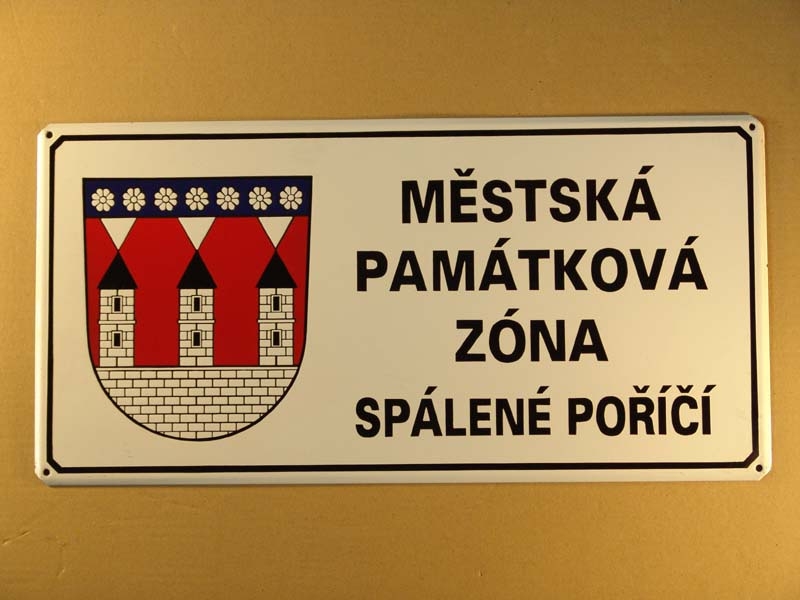 MĚSTSKÁ
PAMÁTKOVÁ
ZÓNA
SPÁLENÉ POŘÍČÍ